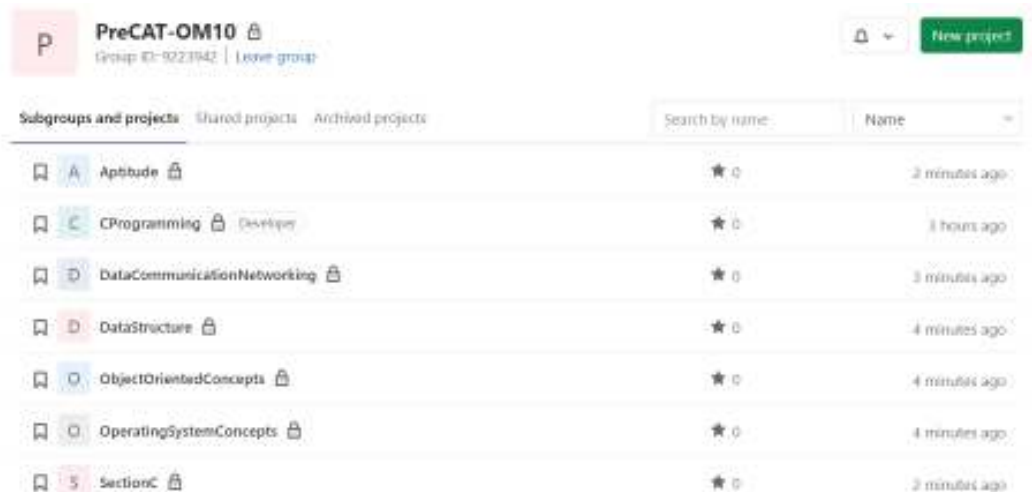 P
PreCAT-OM10
Group ID: 9223942 | Leave group
New project
Subgroups and projects Shared projects Archived projects Search by name Name
A Aptitude 0 2 minutes ago
C CProgramming Developer 0 3 hours ago
D DataCommunicationNetworking 0 3 minutes ago
D DataStructure 0 4 minutes ago
O ObjectOrientedConcepts 0 4 minutes ago
O OperatingSystemConcepts 0 4 minutes ago
S SectionC 0 2 minutes ago